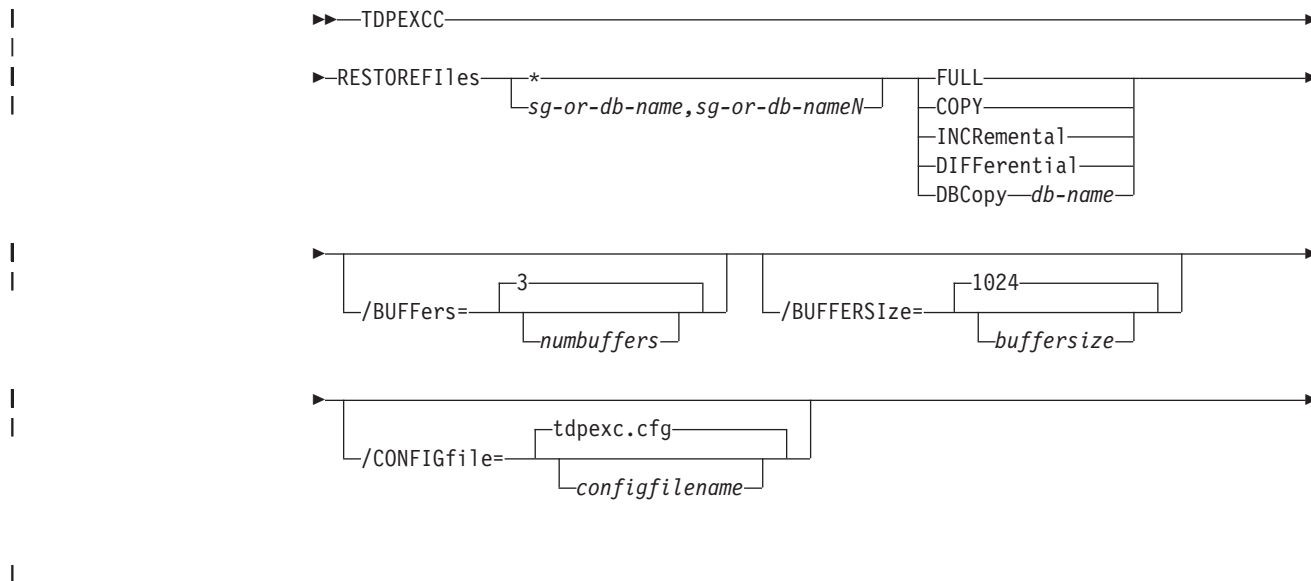 TDPEXCC
RESTOREFIles * FULL
sg-or-db-name,sg-or-db-nameN COPY
INCRemental
DIFFerential
DBCopy db-name
3 1024
/BUFFers= /BUFFERSIze=
numbuffers buffersize
tdpexc.cfg
/CONFIGfile=
configfilename